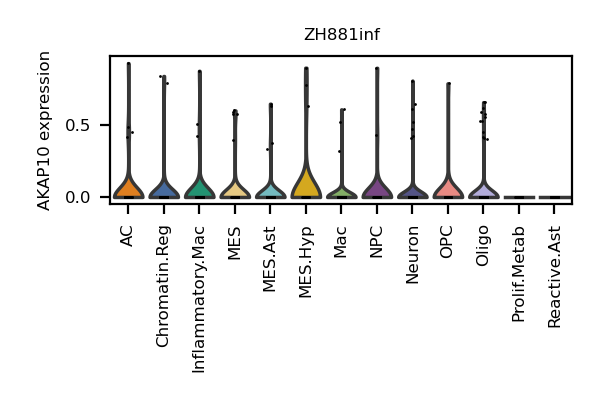 ZH881inf
AKAP10 expression
0.5
0.0
AC
Chromatin.Reg
Inflammatory.Mac
MES
MES.Ast
MES.Hyp
Mac
NPC
Neuron
OPC
Oligo
Prolif.Metab
Reactive.Ast